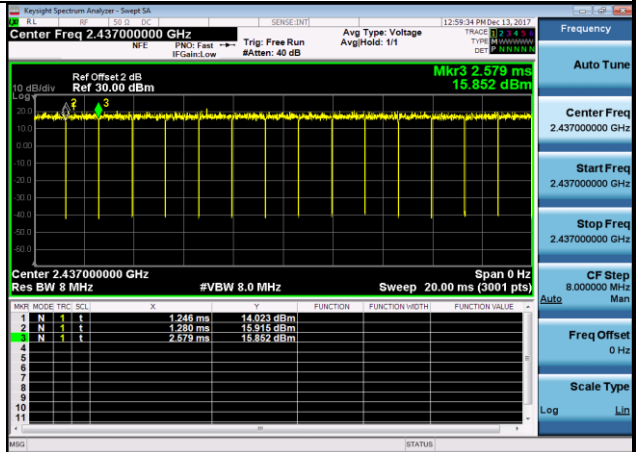 Keysight Spectrum Analyzer - Swept SA
RL RF 50 Ω DC SENSE:INT 12:59:34 PM Dec 13, 2017
Center Freq 2.437000000 GHz
NFE PNO: Fast Trig: Free Run Avg Type: Voltage TRACE 1 2 3 4 5 6
IFGain:Low #Atten: 40 dB Avg|Hold: 1/1 TYPE M WWWWW
DET P N N N N N
Ref Offset 2 dB Mkr3 2.579 ms
10 dB/div Ref 30.00 dBm 15.852 dBm
Log
2 3
20.0
10.0
0.00
-10.0
-20.0
-30.0
-40.0
-50.0
-60.0
Center 2.437000000 GHz Span 0 Hz
Res BW 8 MHz #VBW 8.0 MHz Sweep 20.00 ms (3001 pts)
MKR MODE TRC SCL X Y FUNCTION FUNCTION WIDTH FUNCTION VALUE
1 N 1 t 1.246 ms 14.023 dBm
2 N 1 t 1.280 ms 15.915 dBm
3 N 1 t 2.579 ms 15.852 dBm
4
5
6
7
8
9
10
11
MSG STATUS
Frequency
Auto Tune
Center Freq
2.437000000 GHz
Start Freq
2.437000000 GHz
Stop Freq
2.437000000 GHz
CF Step
8.000000 MHz
Auto Man
Freq Offset
0 Hz
Scale Type
Log Lin